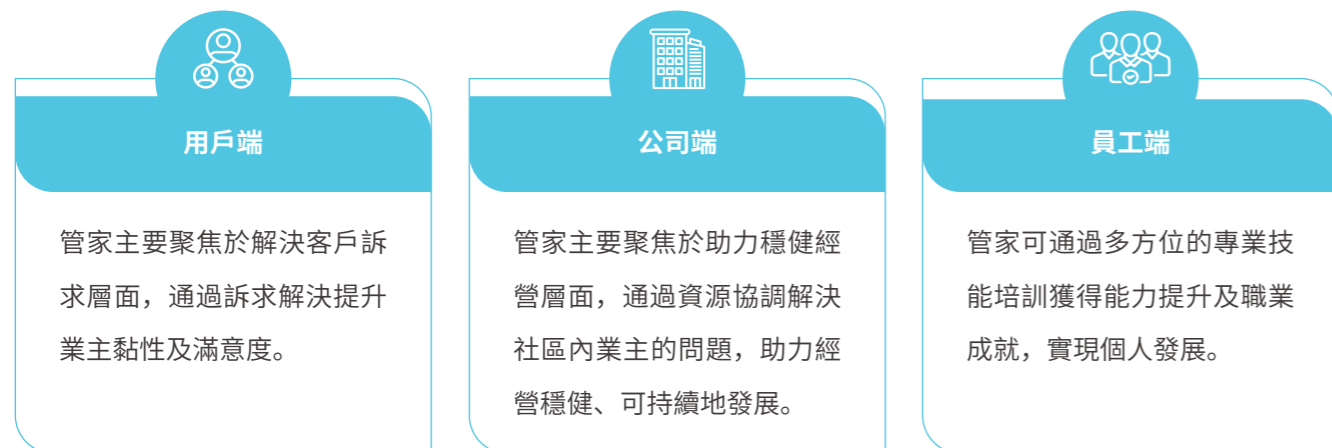 用戶端
管家主要聚焦於解決客戶訴
求層面，通過訴求解決提升
業主黏性及滿意度。
公司端
管家主要聚焦於助力穩健經
營層面，通過資源協調解決
社區內業主的問題，助力經
營穩健、可持續地發展。
員工端
管家可通過多方位的專業技
能培訓獲得能力提升及職業
成就，實現個人發展。